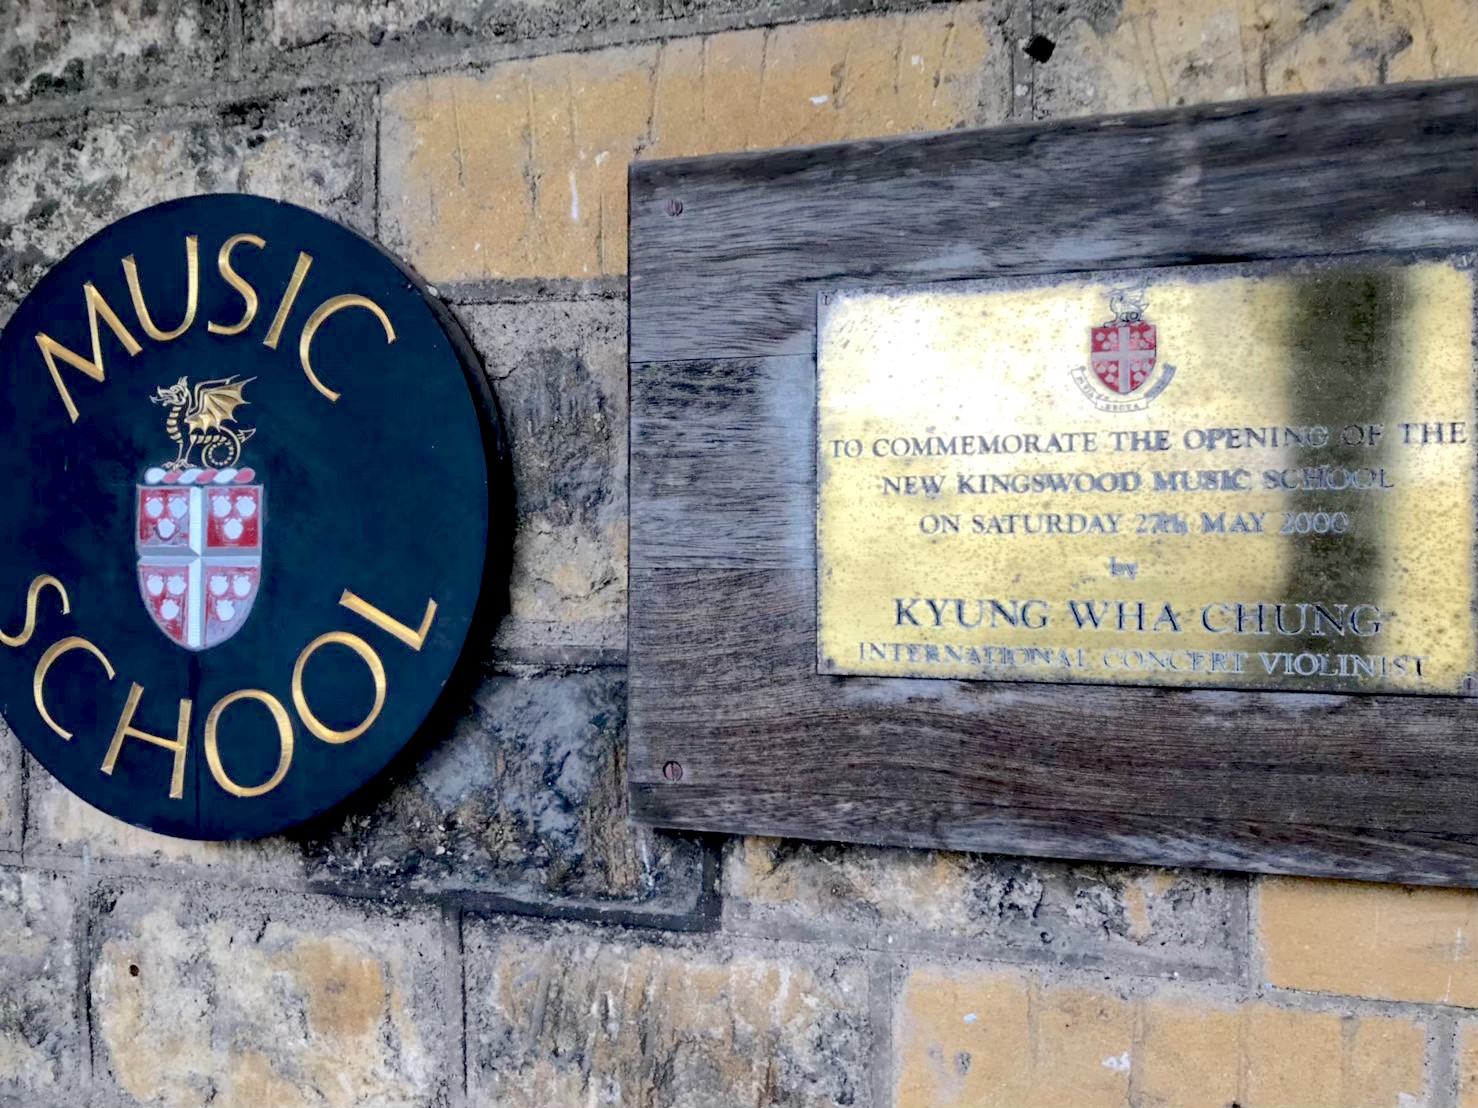 MUSIC
SCHOOL
TO COMMEMORATE THE OPENING OF THE
NEW KINGSWOOD MUSIC SCHOOL
ON SATURDAY 27th MAY 2000
by
KYUNG WHA CHUNG
INTERNATIONAL CONCERT VIOLINIST